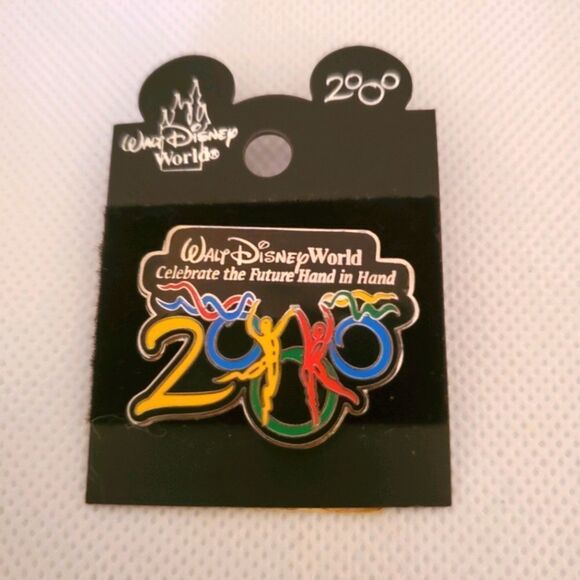 Walt Disney
World®
2000
Walt Disney World
Celebrate the Future Hand in Hand
2000